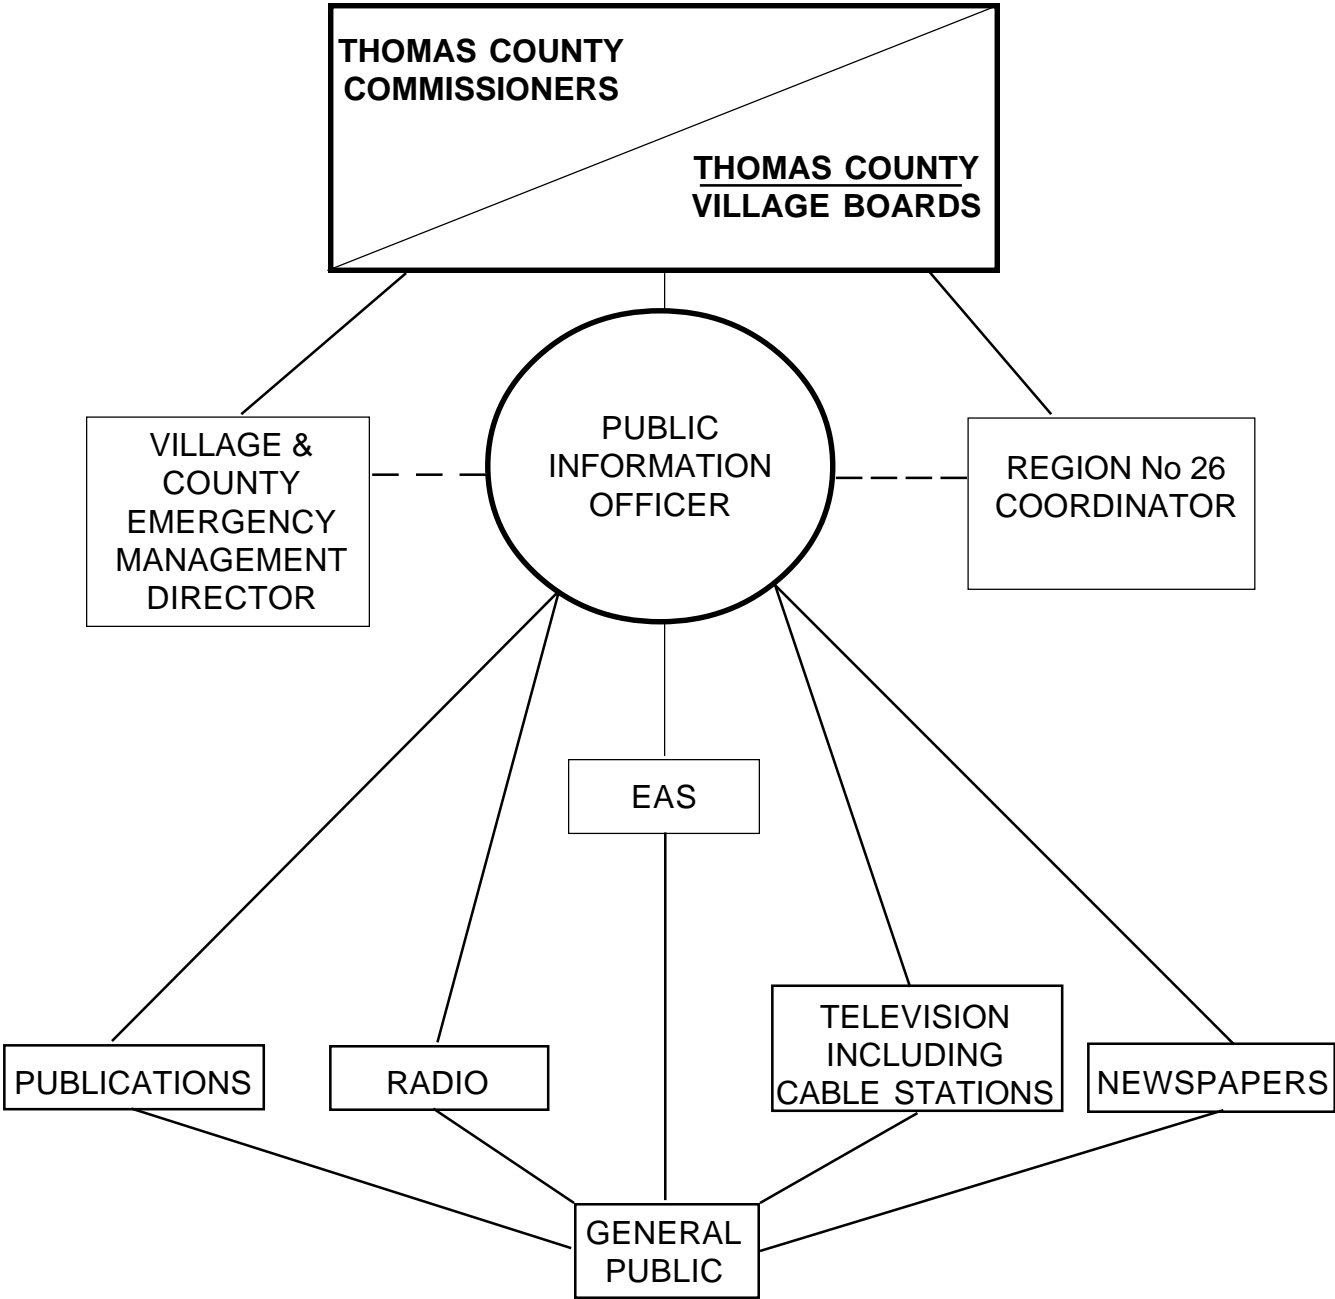 THOMAS COUNTY
COMMISSIONERS
THOMAS COUNTY
VILLAGE BOARDS
VILLAGE &
COUNTY
EMERGENCY
MANAGEMENT
DIRECTOR
PUBLIC
INFORMATION
OFFICER
REGION No 26
COORDINATOR
EAS
PUBLICATIONS
RADIO
TELEVISION
INCLUDING
CABLE STATIONS
NEWSPAPERS
GENERAL
PUBLIC